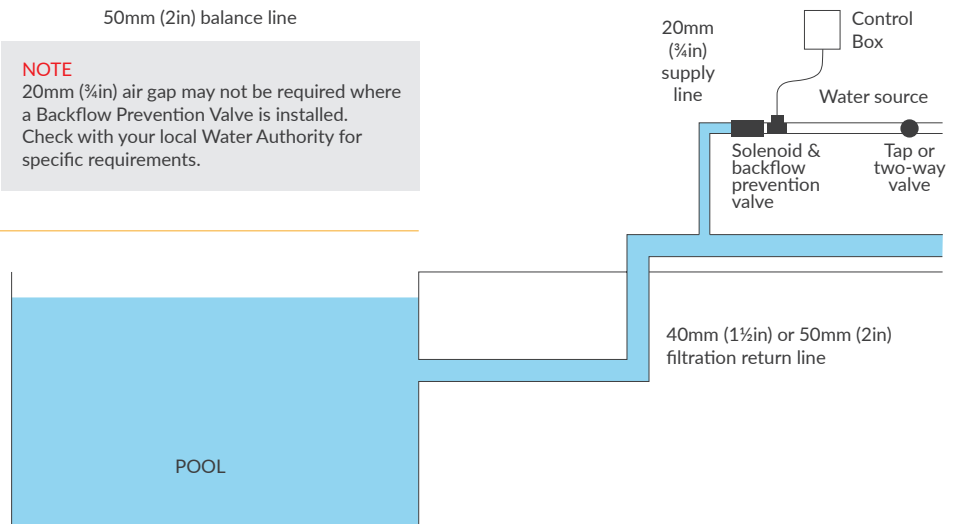 50mm (2in) balance line
NOTE
20mm (¾in) air gap may not be required where
a Backflow Prevention Valve is installed.
Check with your local Water Authority for
specific requirements.
20mm
(¾in)
supply
line
Control
Box
Water source
Solenoid &
backflow
prevention
valve
Tap or
two-way
valve
40mm (1½in) or 50mm (2in)
filtration return line
POOL